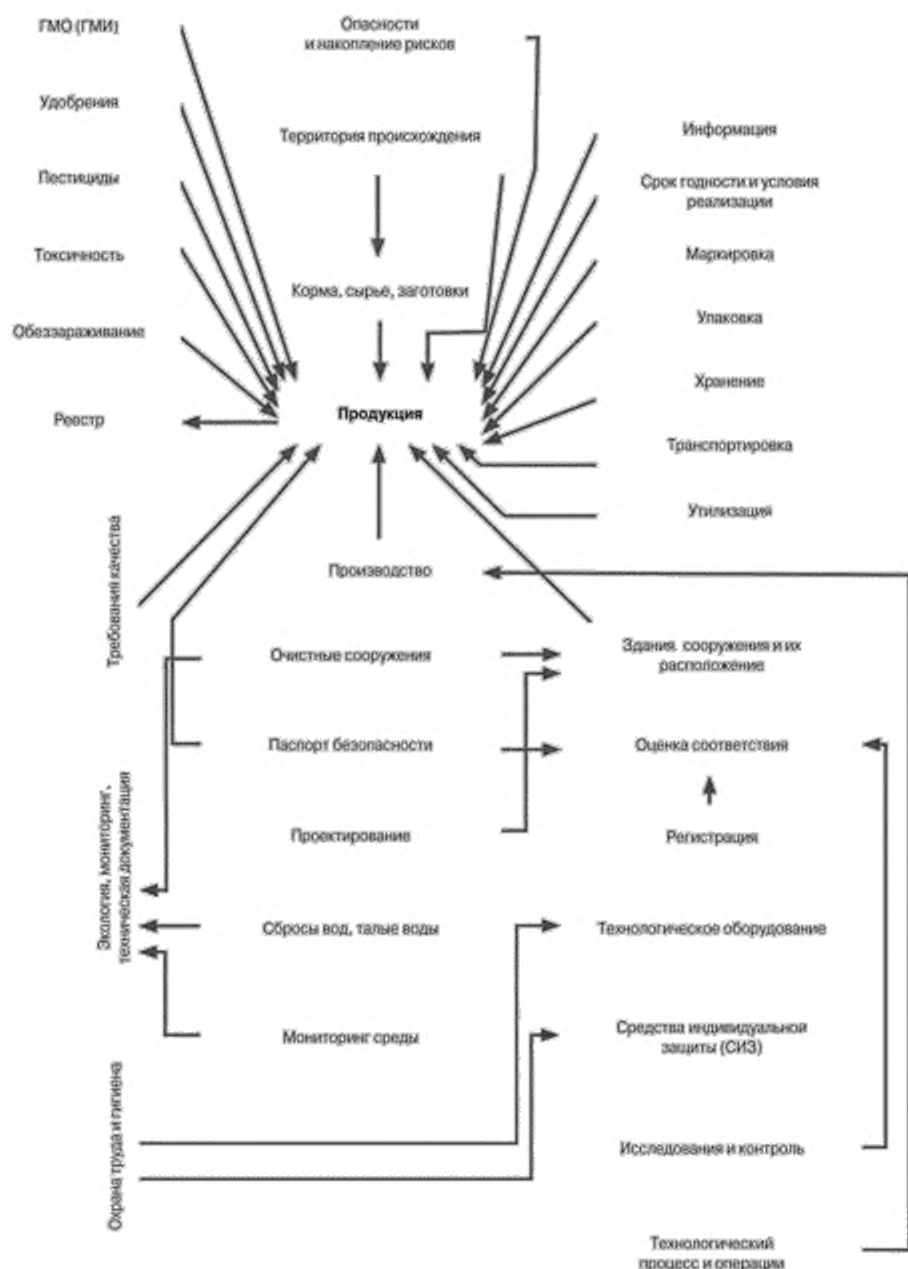 ГМО (ГМИ)
Опасности
и накопление рисков
Удобрения
Территория происхождения
Информация
Пестициды
Срок годности и условия
реализации
Токсичность
Маркировка
Корма, сырье, заготовки
Упаковка
Обеззараживание
Хранение
Реестр
Продукция
Транспортировка
Утилизация
Требования качества
Производство
Очистные сооружения
Здания. сооружения и их
расположение
Паспорт безопасности
Оценка соответствия
Экология, мониторинг,
техническая документация
Проектирование
Регистрация
Сбросы вод, талые воды
Технологическое оборудование
Мониторинг среды
Средства индивидуальной
защиты (СИЗ)
Охрана труда и гигиена
Исследования и контроль
Технологический
процесс и операции